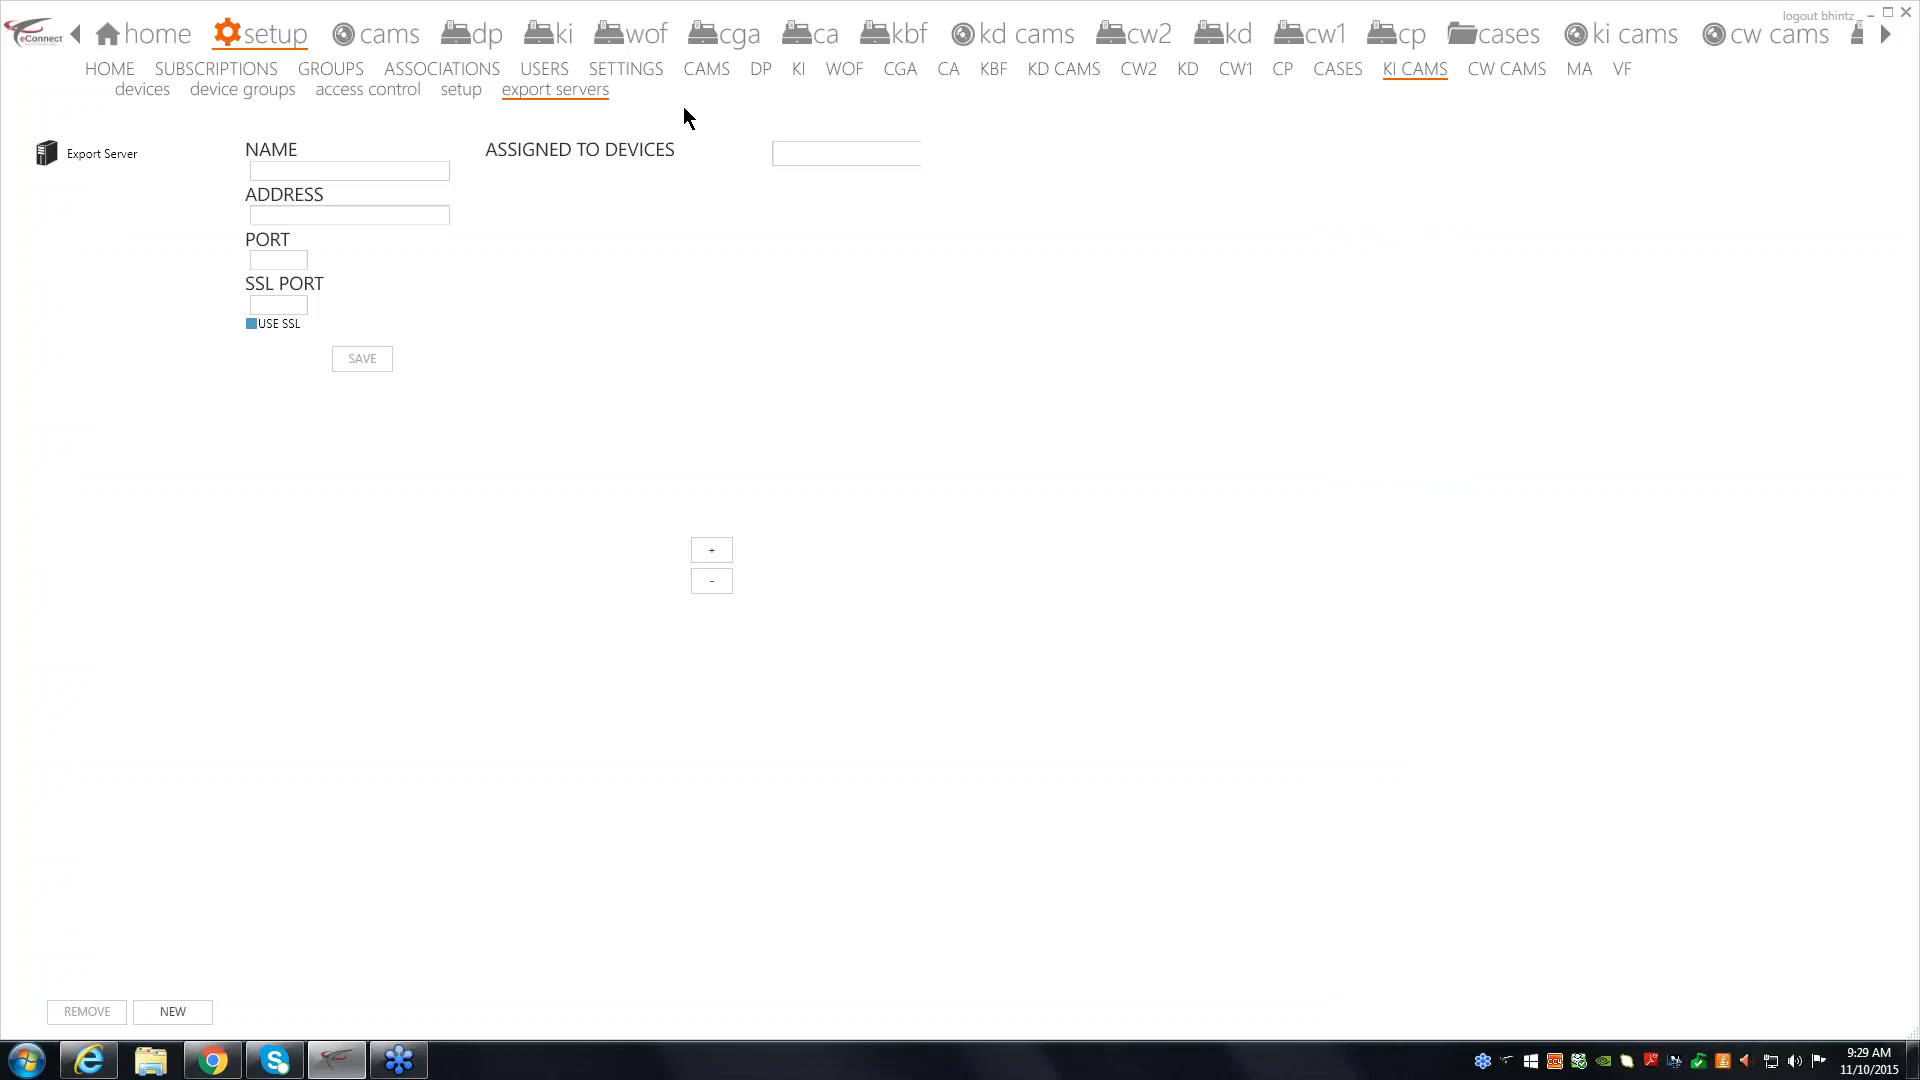 eConnect
home setup cams dp ki wof cga ca kbf kd cams cw2 kd cw1 cp cases ki cams cw cams
logout bhintz
HOME SUBSCRIPTIONS GROUPS ASSOCIATIONS USERS SETTINGS CAMS DP KI WOF CGA CA KBF KD CAMS CW2 KD CW1 CP CASES KI CAMS CW CAMS MA VF
devices device groups access control setup export servers
Export Server
NAME
ASSIGNED TO DEVICES
ADDRESS
PORT
SSL PORT
USE SSL
SAVE
+
-
REMOVE NEW
9:29 AM
11/10/2015